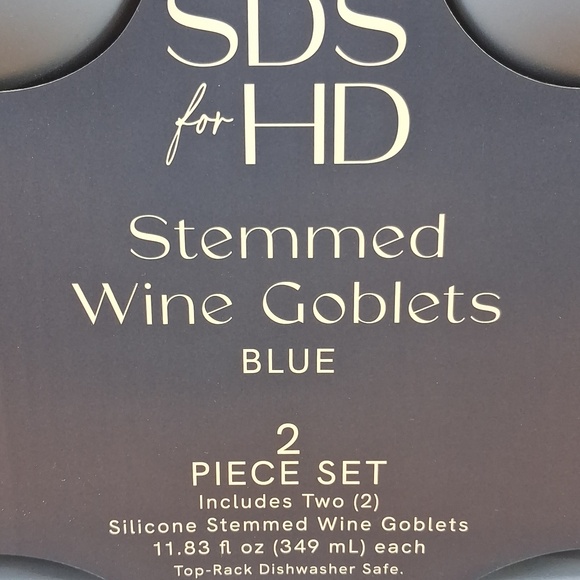 SDS
for HD
Stemmed
Wine Goblets
BLUE
2
PIECE SET
Includes Two (2)
Silicone Stemmed Wine Goblets
11.83 fl oz (349 mL) each
Top-Rack Dishwasher Safe.